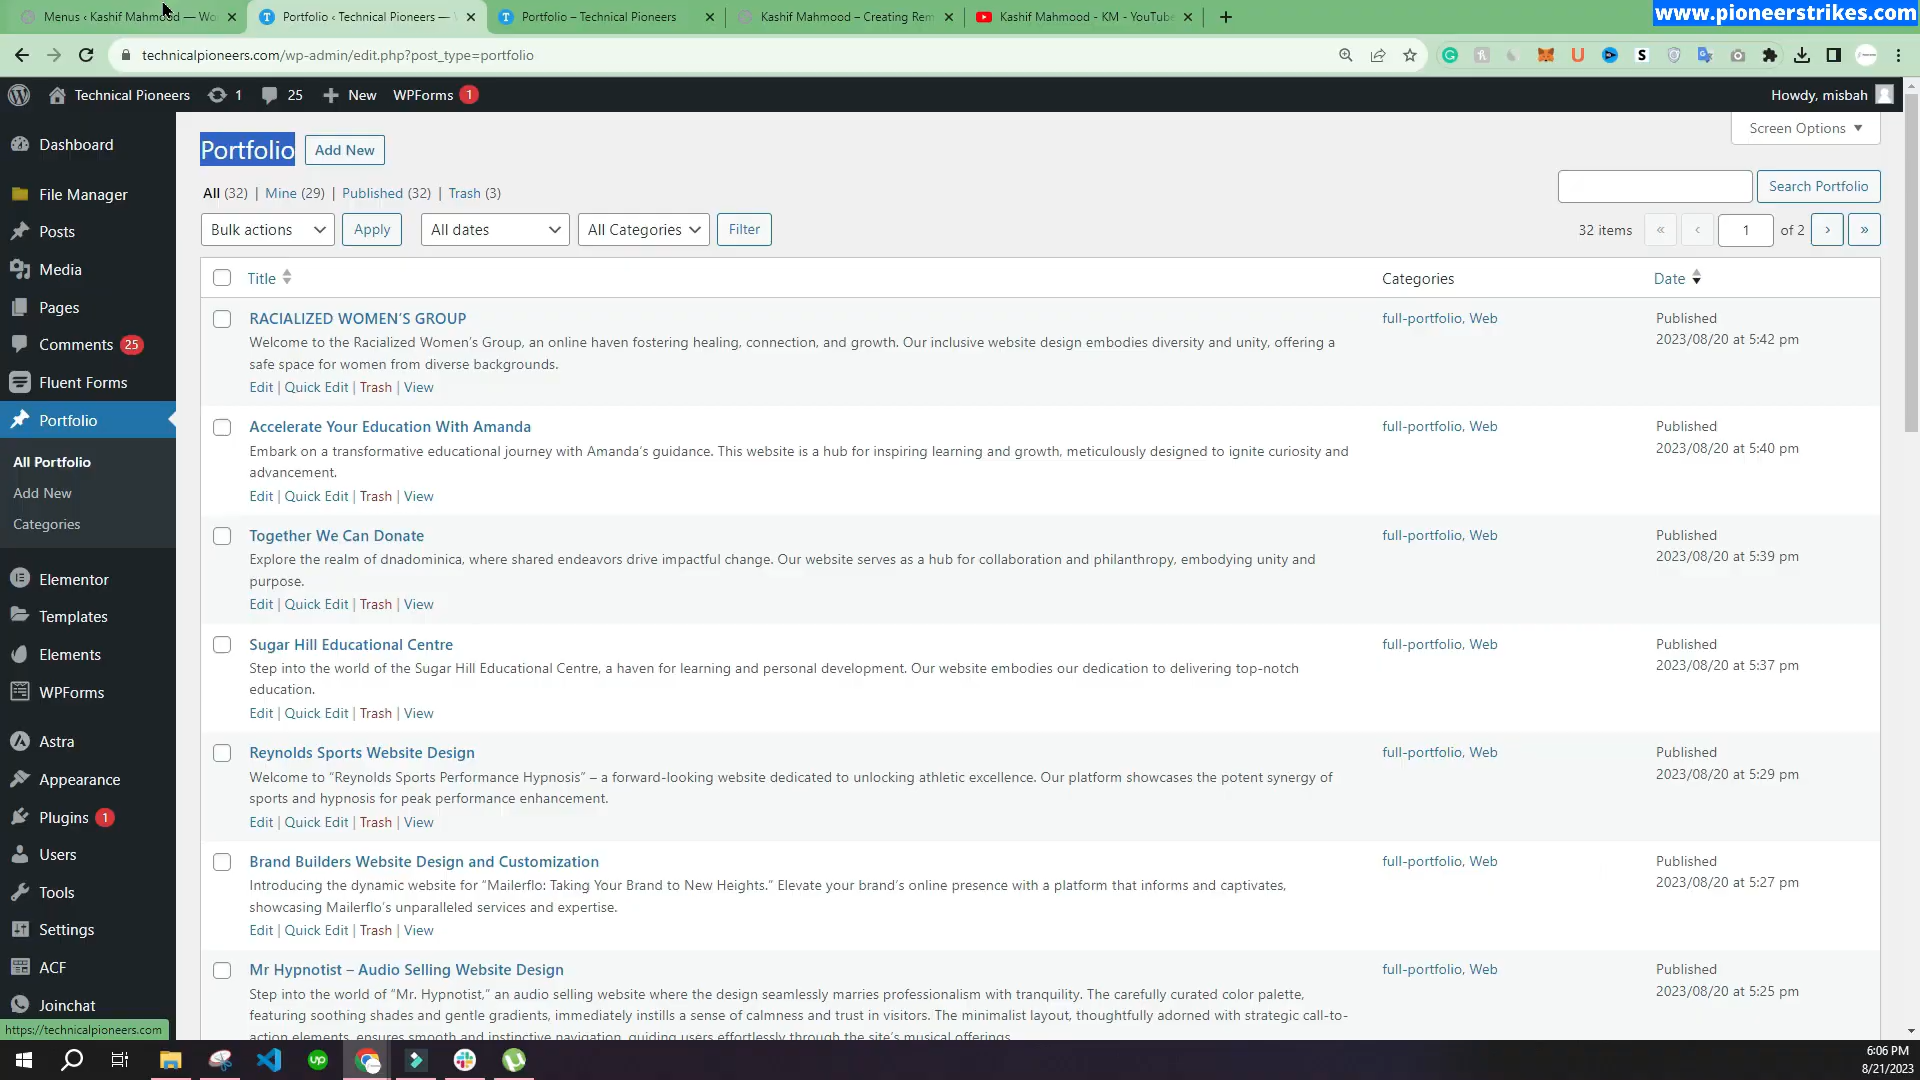 Menus ‹ Kashif Mahmood — Wo
Portfolio ‹ Technical Pioneers —
Portfolio – Technical Pioneers
Kashif Mahmood – Creating Rem
Kashif Mahmood - KM - YouTube
www.pioneerstrikes.com
technicalpioneers.com/wp-admin/edit.php?post_type=portfolio
Technical Pioneers
1
25
New
WPForms 1
Howdy, misbah
Screen Options
Dashboard
File Manager
Posts
Media
Pages
Comments 25
Fluent Forms
Portfolio
All Portfolio
Add New
Categories
Elementor
Templates
Elements
WPForms
Astra
Appearance
Plugins 1
Users
Tools
Settings
ACF
Joinchat
https://technicalpioneers.com
Portfolio
Add New
All (32) | Mine (29) | Published (32) | Trash (3)
Search Portfolio
Bulk actions
Apply
All dates
All Categories
Filter
32 items
«
‹
1
of 2
›
»
Title
Categories
Date
RACIALIZED WOMEN’S GROUP
Welcome to the Racialized Women’s Group, an online haven fostering healing, connection, and growth. Our inclusive website design embodies diversity and unity, offering a
safe space for women from diverse backgrounds.
Edit | Quick Edit | Trash | View
full-portfolio, Web
Published
2023/08/20 at 5:42 pm
Accelerate Your Education With Amanda
Embark on a transformative educational journey with Amanda’s guidance. This website is a hub for inspiring learning and growth, meticulously designed to ignite curiosity and
advancement.
Edit | Quick Edit | Trash | View
full-portfolio, Web
Published
2023/08/20 at 5:40 pm
Together We Can Donate
Explore the realm of dnadominica, where shared endeavors drive impactful change. Our website serves as a hub for collaboration and philanthropy, embodying unity and
purpose.
Edit | Quick Edit | Trash | View
full-portfolio, Web
Published
2023/08/20 at 5:39 pm
Sugar Hill Educational Centre
Step into the world of the Sugar Hill Educational Centre, a haven for learning and personal development. Our website embodies our dedication to delivering top-notch
education.
Edit | Quick Edit | Trash | View
full-portfolio, Web
Published
2023/08/20 at 5:37 pm
Reynolds Sports Website Design
Welcome to “Reynolds Sports Performance Hypnosis” – a forward-looking website dedicated to unlocking athletic excellence. Our platform showcases the potent synergy of
sports and hypnosis for peak performance enhancement.
Edit | Quick Edit | Trash | View
full-portfolio, Web
Published
2023/08/20 at 5:29 pm
Brand Builders Website Design and Customization
Introducing the dynamic website for “Mailerflo: Taking Your Brand to New Heights.” Elevate your brand’s online presence with a platform that informs and captivates,
showcasing Mailerflo’s unparalleled services and expertise.
Edit | Quick Edit | Trash | View
full-portfolio, Web
Published
2023/08/20 at 5:27 pm
Mr Hypnotist – Audio Selling Website Design
Step into the world of “Mr. Hypnotist,” an audio selling website where the design seamlessly marries professionalism with tranquility. The carefully curated color palette,
featuring soothing shades and gentle gradients, immediately instills a sense of calmness and trust in visitors. The minimalist layout, thoughtfully adorned with strategic call-to-
action elements, ensures smooth and instinctive navigation, guiding users effortlessly through the site’s musical offerings.
full-portfolio, Web
Published
2023/08/20 at 5:25 pm
6:06 PM
8/21/2023